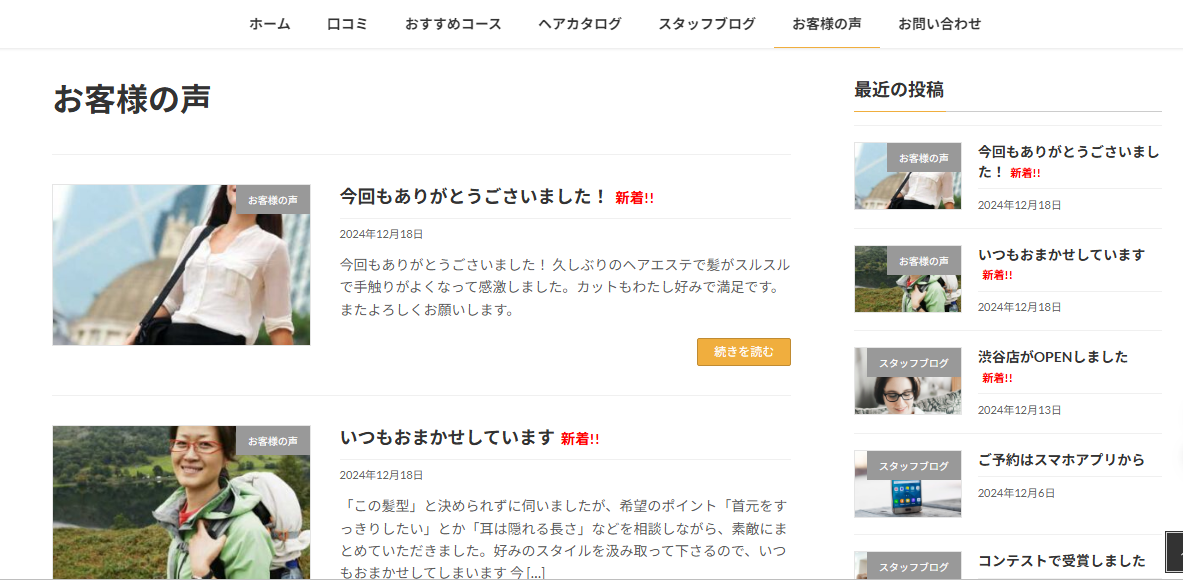 ホーム 口コミ おすすめコース ヘアカタログ スタッフブログ お客様の声 お問い合わせ
お客様の声
お客様の声
今回もありがとうごさいました！ 新着!!
2024年12月18日
今回もありがとうごさいました！ 久しぶりのヘアエステで髪がスルスル
で手触りがよくなって感激しました。カットもわたし好みで満足です。
またよろしくお願いします。
続きを読む
お客様の声
いつもおまかせしています 新着!!
2024年12月18日
「この髪型」と決められずに伺いましたが、希望のポイント「首元をす
っきりしたい」とか「耳は隠れる長さ」などを相談しながら、素敵にま
とめていただきました。好みのスタイルを汲み取って下さるので、いつ
もおまかせしてしまいます 今 [...]
最近の投稿
お客様の声
今回もありがとうごさいまし
た！ 新着!!
2024年12月18日
お客様の声
いつもおまかせしています
新着!!
2024年12月18日
スタッフブログ
渋谷店がOPENしました
新着!!
2024年12月13日
スタッフブログ
ご予約はスマホアプリから
2024年12月6日
スタッフブログ
コンテストで受賞しました